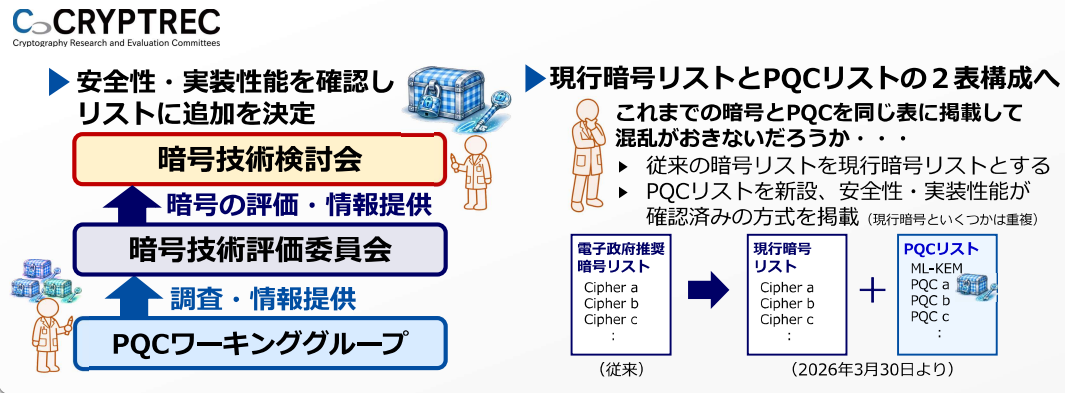 CRYPTREC
Cryptography Research and Evaluation Committees
安全性・実装性能を確認し
リストに追加を決定
暗号技術検討会
暗号の評価・情報提供
暗号技術評価委員会
調査・情報提供
PQCワーキンググループ
現行暗号リストとPQCリストの2表構成へ
これまでの暗号とPQCを同じ表に掲載して
混乱がおきないだろうか・・・
従来の暗号リストを現行暗号リストとする
PQCリストを新設、安全性・実装性能が
確認済みの方式を掲載（現行暗号といくつかは重複）
電子政府推奨
暗号リスト
Cipher a
Cipher b
Cipher c
：
（従来）
現行暗号
リスト
Cipher a
Cipher b
Cipher c
：
＋
PQCリスト
ML-KEM
PQC a
PQC b
PQC c
：
（2026年3月30日より）